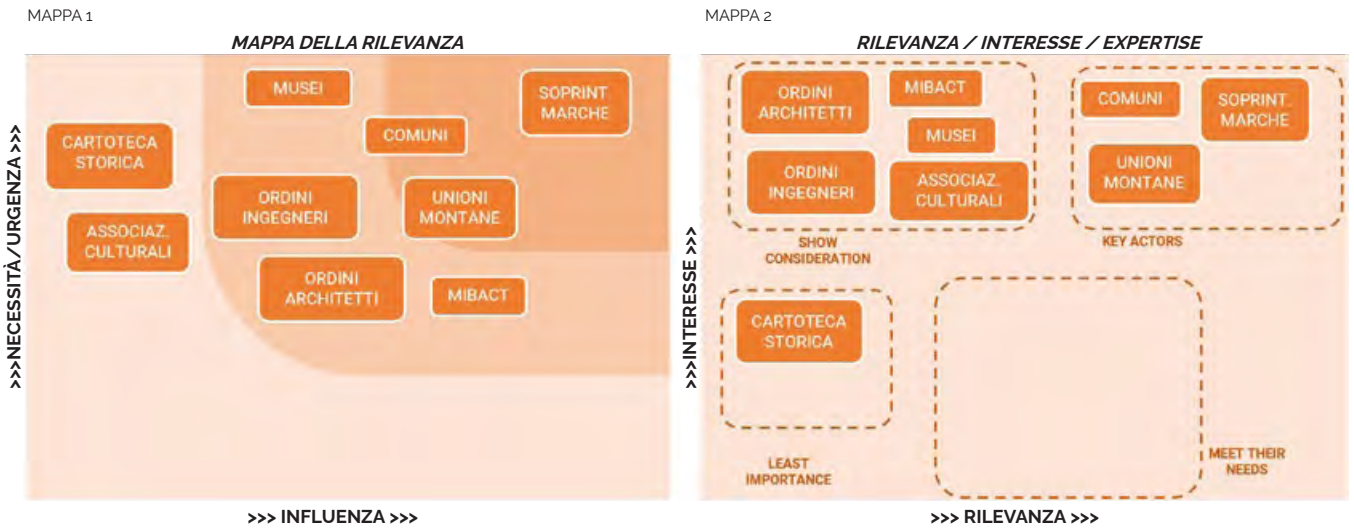 MAPPA 1
MAPPA DELLA RILEVANZA
>>>NECESSITÀ/URGENZA >>>
MUSEI
SOPRINT.
MARCHE
COMUNI
CARTOTECA
STORICA
ORDINI
INGEGNERI
UNIONI
MONTANE
ASSOCIAZ.
CULTURALI
ORDINI
ARCHITETTI
MIBACT
>>> INFLUENZA >>>
MAPPA 2
RILEVANZA / INTERESSE / EXPERTISE
>>>INTERESSE >>>
ORDINI
ARCHITETTI
MIBACT
MUSEI
ORDINI
INGEGNERI
ASSOCIAZ.
CULTURALI
SHOW
CONSIDERATION
COMUNI
SOPRINT.
MARCHE
UNIONI
MONTANE
KEY ACTORS
CARTOTECA
STORICA
LEAST
IMPORTANCE
MEET THEIR
NEEDS
>>> RILEVANZA >>>